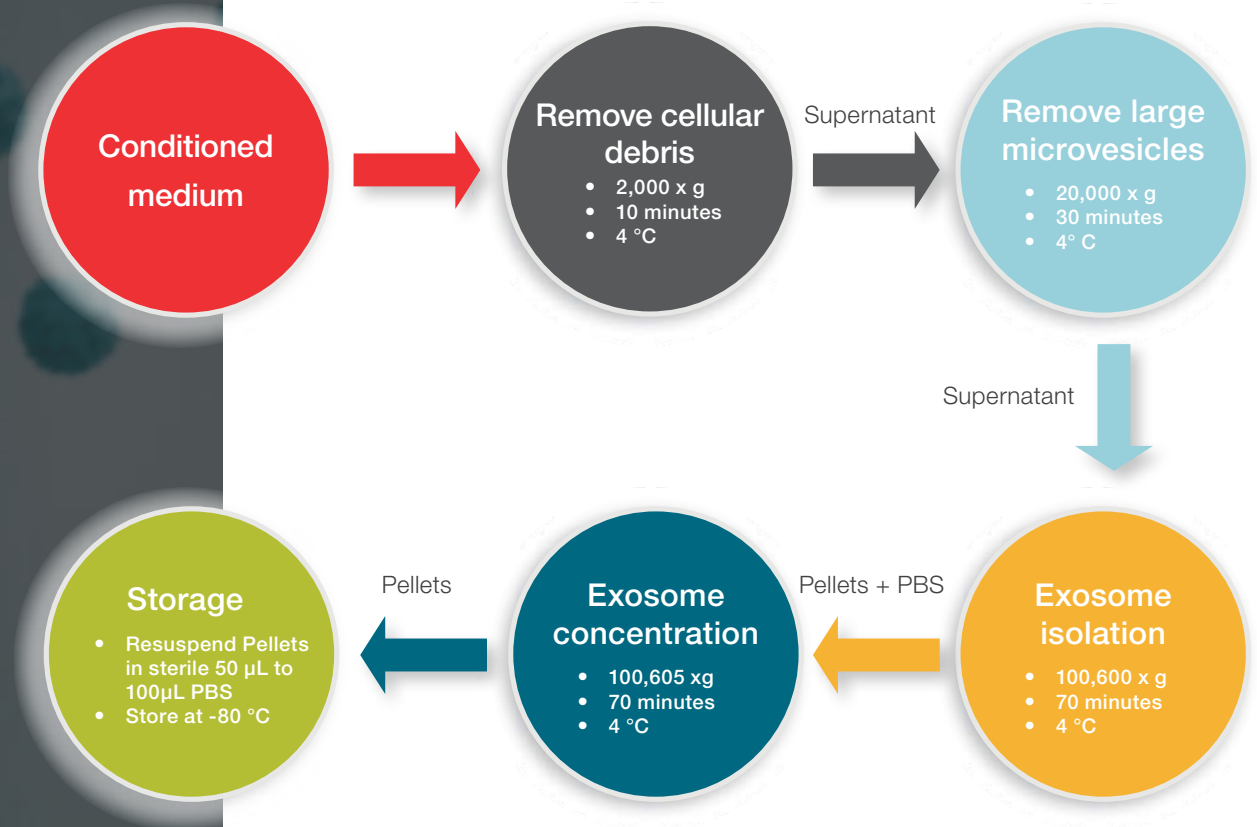 Conditioned
medium
Remove cellular
debris
• 2,000 x g
• 10 minutes
• 4 °C
Supernatant
Remove large
microvesicles
• 20,000 x g
• 30 minutes
• 4° C
Supernatant
Exosome
isolation
• 100,600 x g
• 70 minutes
• 4 °C
Pellets + PBS
Exosome
concentration
• 100,605 xg
• 70 minutes
• 4 °C
Pellets
Storage
• Resuspend Pellets
in sterile 50 µL to
100µL PBS
• Store at -80 °C